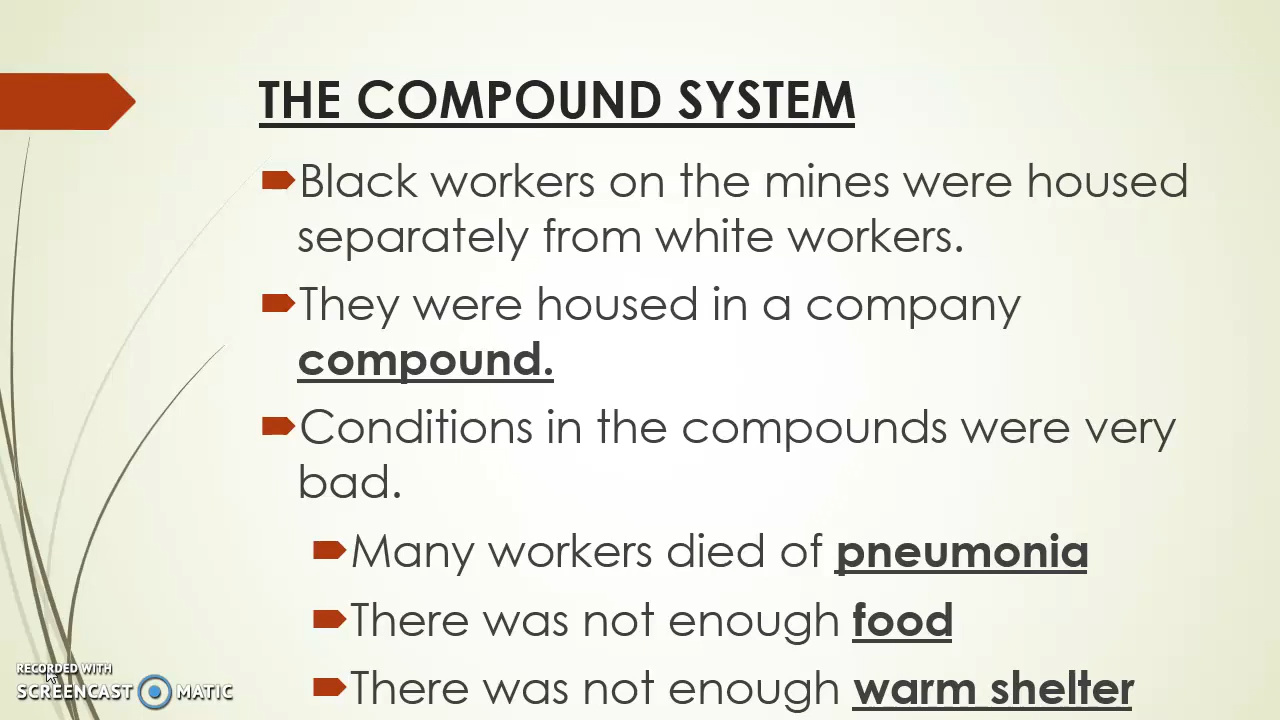 THE COMPOUND SYSTEM
Black workers on the mines were housed
separately from white workers.
They were housed in a company
compound.
Conditions in the compounds were very
bad.
Many workers died of pneumonia
There was not enough food
There was not enough warm shelter
RECORDED WITH
SCREENCAST MATIC